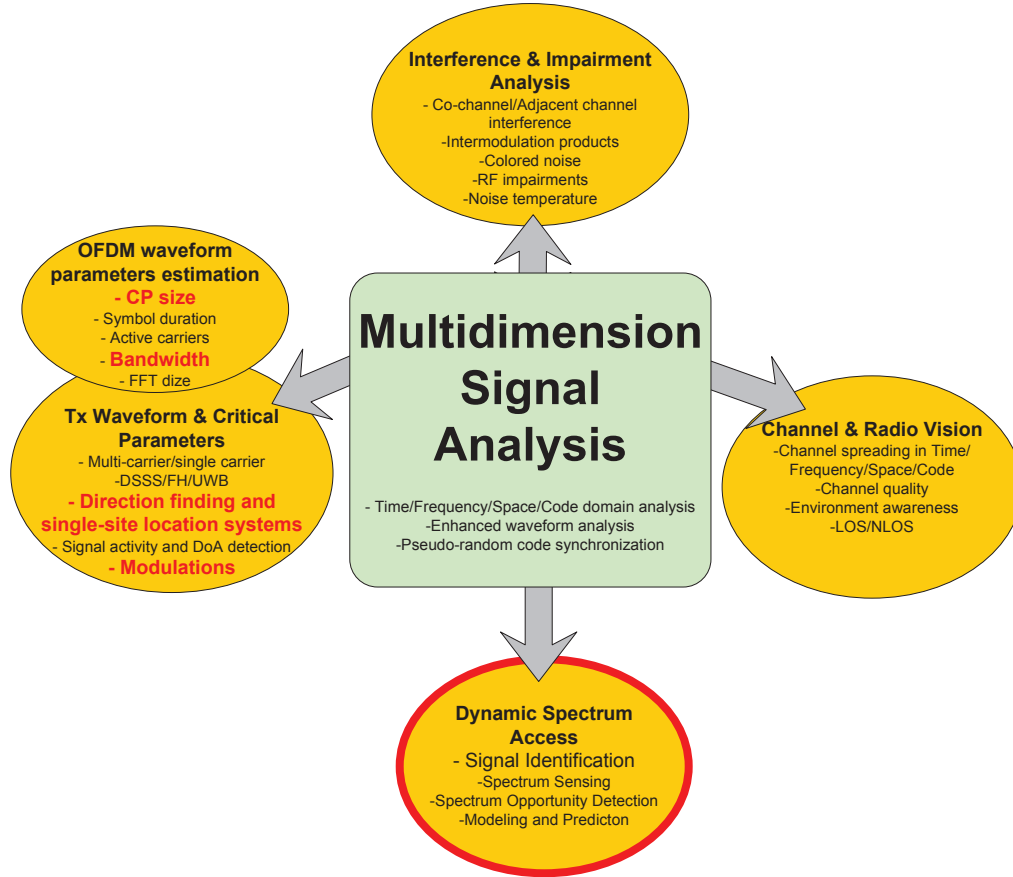 Interference & Impairment
Analysis
- Co-channel/Adjacent channel
interference
-Intermodulation products
-Colored noise
-RF impairments
-Noise temperature
OFDM waveform
parameters estimation
- CP size
- Symbol duration
- Active carriers
- Bandwidth
- FFT dize
Tx Waveform & Critical
Parameters
- Multi-carrier/single carrier
- DSSS/FH/UWB
- Direction finding and
single-site location systems
- Signal activity and DoA detection
- Modulations
Multidimension
Signal
Analysis
- Time/Frequency/Space/Code domain analysis
-Enhanced waveform analysis
- Pseudo-random code synchronization
Channel & Radio Vision
-Channel spreading in Time/
Frequency/Space/Code
-Channel quality
-Environment awareness
-LOS/NLOS
Dynamic Spectrum
Access
- Signal Identification
-Spectrum Sensing
-Spectrum Opportunity Detection
-Modeling and Predicton